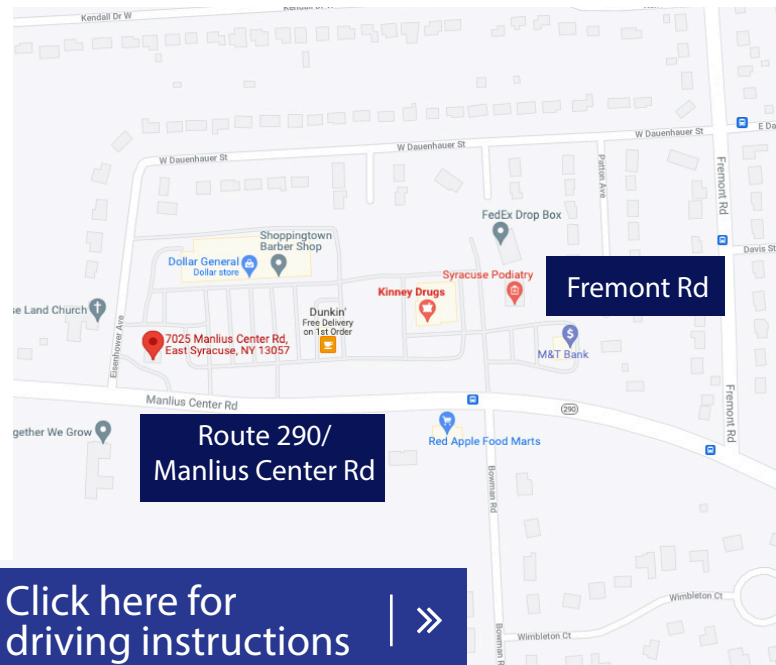 Kendall Dr W
W Dauenhauer St
W Dauenhauer St
W Dauenhauer St
E Da
Patton Ave
Fremont Rd
FedEx Drop Box
Shoppingtown
Barber Shop
Dollar General
Dollar store
Davis St
Syracuse Podiatry
Fremont Rd
Kinney Drugs
se Land Church
Dunkin'
Free Delivery
on 1st Order
7025 Manlius Center Rd,
East Syracuse, NY 13057
Eisenhower Ave
$
M&T Bank
Manlius Center Rd
(290)
Fremont Rd
gether We Grow
Route 290/
Manlius Center Rd
Red Apple Food Marts
Bowman Rd
Click here for
driving instructions
| »
Wimbleton Ct
Wimbleton Ct
Bowman R